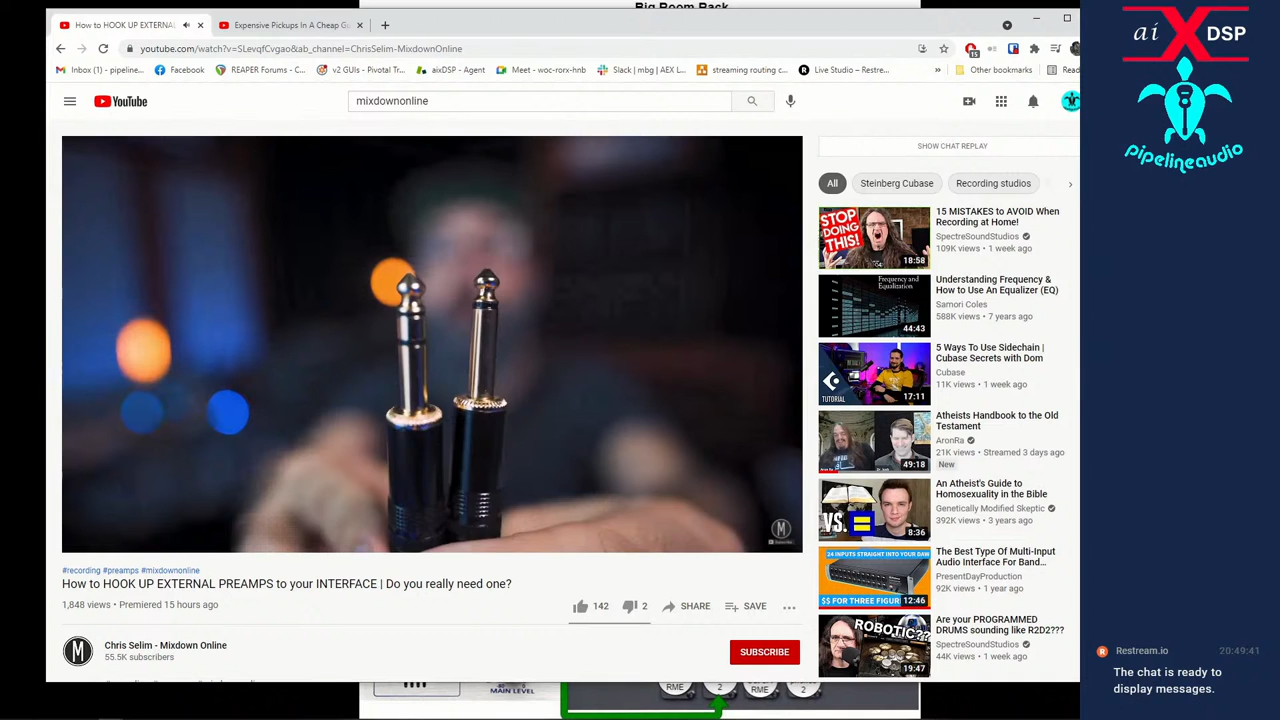 Big Room Rack
How to HOOK UP EXTERNAL
Expensive Pickups In A Cheap G
youtube.com/watch?v=SLevqfCvgao&ab_channel=ChrisSelim-MixdownOnline
15
Inbox (1) - pipeline...
Facebook
REAPER Forums - C...
v2 GUIs - Protal Tr...
aixDSP - Agent
Meet - woc-rorx-hnb
Slack | mbg | AEX L...
streaming routing c...
Live Studio – Restre...
»
Other bookmarks
Read
YouTube
mixdownonline
SHOW CHAT REPLAY
All
Steinberg Cubase
Recording studios
STOP DOING THIS!
18:58
15 MISTAKES to AVOID When
Recording at Home!
SpectreSoundStudios
109K views • 1 week ago
Frequency and
Equalization
44:43
Understanding Frequency &
How to Use An Equalizer (EQ)
Samori Coles
588K views • 7 years ago
TUTORIAL
17:11
5 Ways To Use Sidechain |
Cubase Secrets with Dom
Cubase
11K views • 1 week ago
49:18
Atheists Handbook to the Old
Testament
AronRa
21K views • Streamed 3 days ago
New
VS.
8:36
An Atheist's Guide to
Homosexuality in the Bible
Genetically Modified Skeptic
392K views • 3 years ago
24 INPUTS STRAIGHT INTO YOUR DAW
$$ FOR THREE FIGUR
12:46
The Best Type Of Multi-Input
Audio Interface For Band...
PresentDayProduction
92K views • 1 year ago
ROBOTIC???
19:47
Are your PROGRAMMED
DRUMS sounding like R2D2???
SpectreSoundStudios
44K views • 1 week ago
M
#recording #preamps #mixdownonline
How to HOOK UP EXTERNAL PREAMPS to your INTERFACE | Do you really need one?
1,848 views • Premiered 15 hours ago
142
2
SHARE
SAVE
M
Chris Selim - Mixdown Online
55.5K subscribers
SUBSCRIBE
MAIN LEVEL
RME
2
RME
2
aiXDSP
pipelineaudio
Restream.io
20:49:41
The chat is ready to
display messages.